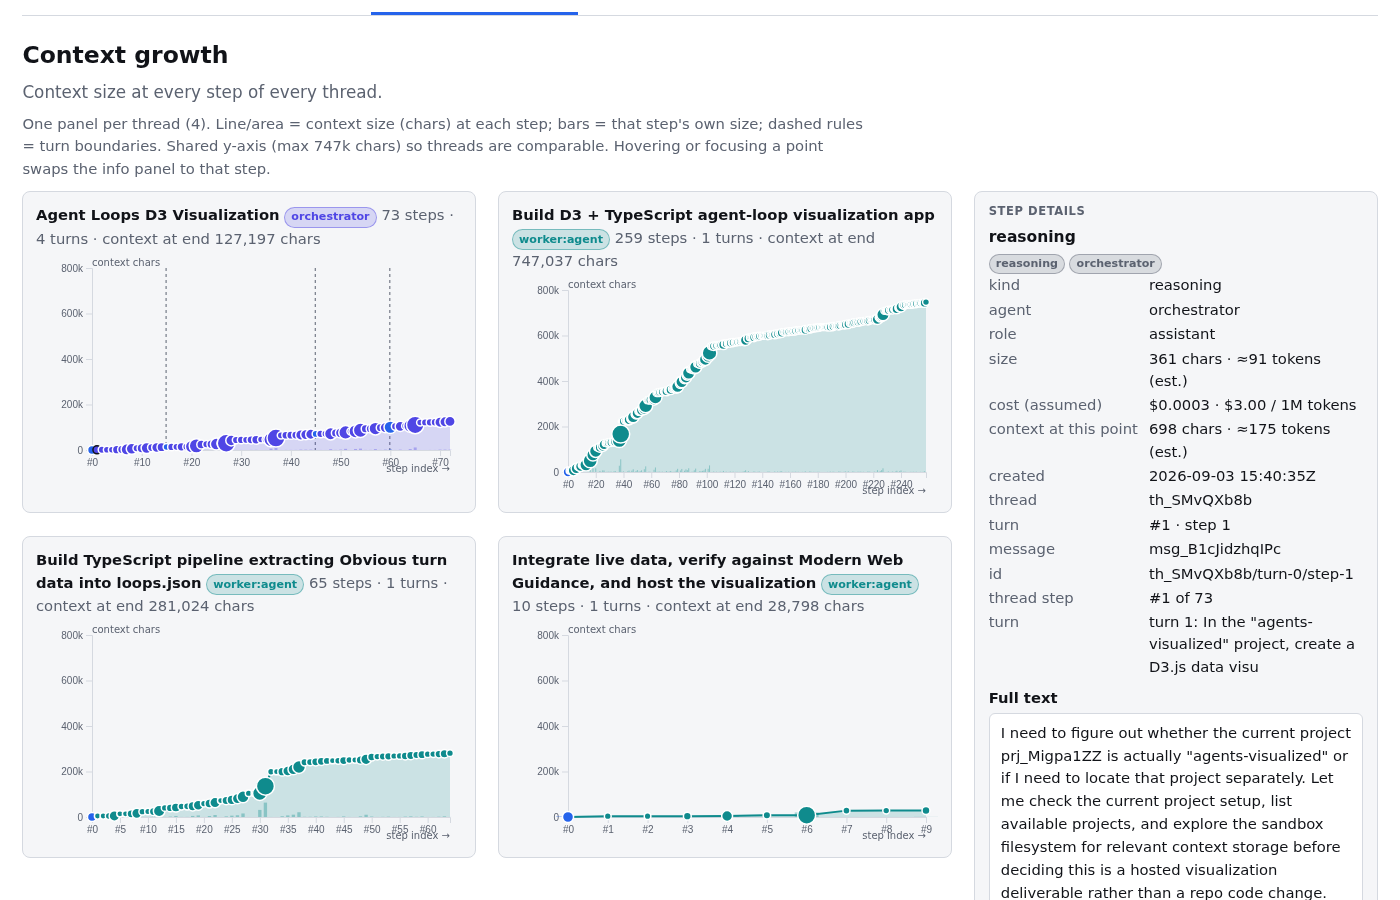 Context growth
Context size at every step of every thread.
One panel per thread (4). Line/area = context size (chars) at each step; bars = that step's own size; dashed rules
= turn boundaries. Shared y-axis (max 747k chars) so threads are comparable. Hovering or focusing a point
swaps the info panel to that step.
Agent Loops D3 Visualization orchestrator 73 steps ·
4 turns · context at end 127,197 chars
context chars
800k
600k
400k
200k
0
#0 #10 #20 #30 #40 #50 #60 #70
step index →
Build D3 + TypeScript agent-loop visualization app
worker:agent 259 steps · 1 turns · context at end
747,037 chars
context chars
800k
600k
400k
200k
0
#0 #20 #40 #60 #80 #100 #120 #140 #160 #180 #200 #220 #240
step index →
Build TypeScript pipeline extracting Obvious turn
data into loops.json worker:agent 65 steps · 1 turns ·
context at end 281,024 chars
context chars
800k
600k
400k
200k
0
#0 #5 #10 #15 #20 #25 #30 #35 #40 #45 #50 #55 #60
step index →
Integrate live data, verify against Modern Web
Guidance, and host the visualization worker:agent
10 steps · 1 turns · context at end 28,798 chars
context chars
800k
600k
400k
200k
0
#0 #1 #2 #3 #4 #5 #6 #7 #8 #9
step index →
STEP DETAILS
reasoning
reasoning orchestrator
kind reasoning
agent orchestrator
role assistant
size 361 chars · ≈91 tokens
(est.)
cost (assumed) $0.0003 · $3.00 / 1M tokens
context at this point 698 chars · ≈175 tokens
(est.)
created 2026-09-03 15:40:35Z
thread th_SMvQXb8b
turn #1 · step 1
message msg_B1cJidzhqIPc
id th_SMvQXb8b/turn-0/step-1
thread step #1 of 73
turn turn 1: In the "agents-
visualized" project, create a
D3.js data visu
Full text
I need to figure out whether the current project
prj_Migpa1ZZ is actually "agents-visualized" or
if I need to locate that project separately. Let
me check the current project setup, list
available projects, and explore the sandbox
filesystem for relevant context storage before
deciding this is a hosted visualization
deliverable rather than a repo code change.